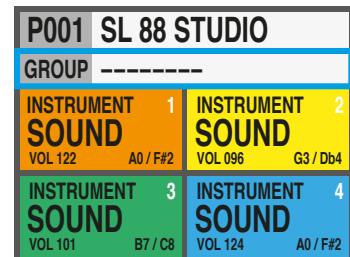 P001 SL 88 STUDIO
GROUP --------
INSTRUMENT 1
SOUND
VOL 122 A0 / F#2
INSTRUMENT 2
SOUND
VOL 096 G3 / Db4
INSTRUMENT 3
SOUND
VOL 101 B7 / C8
INSTRUMENT 4
SOUND
VOL 124 A0 / F#2